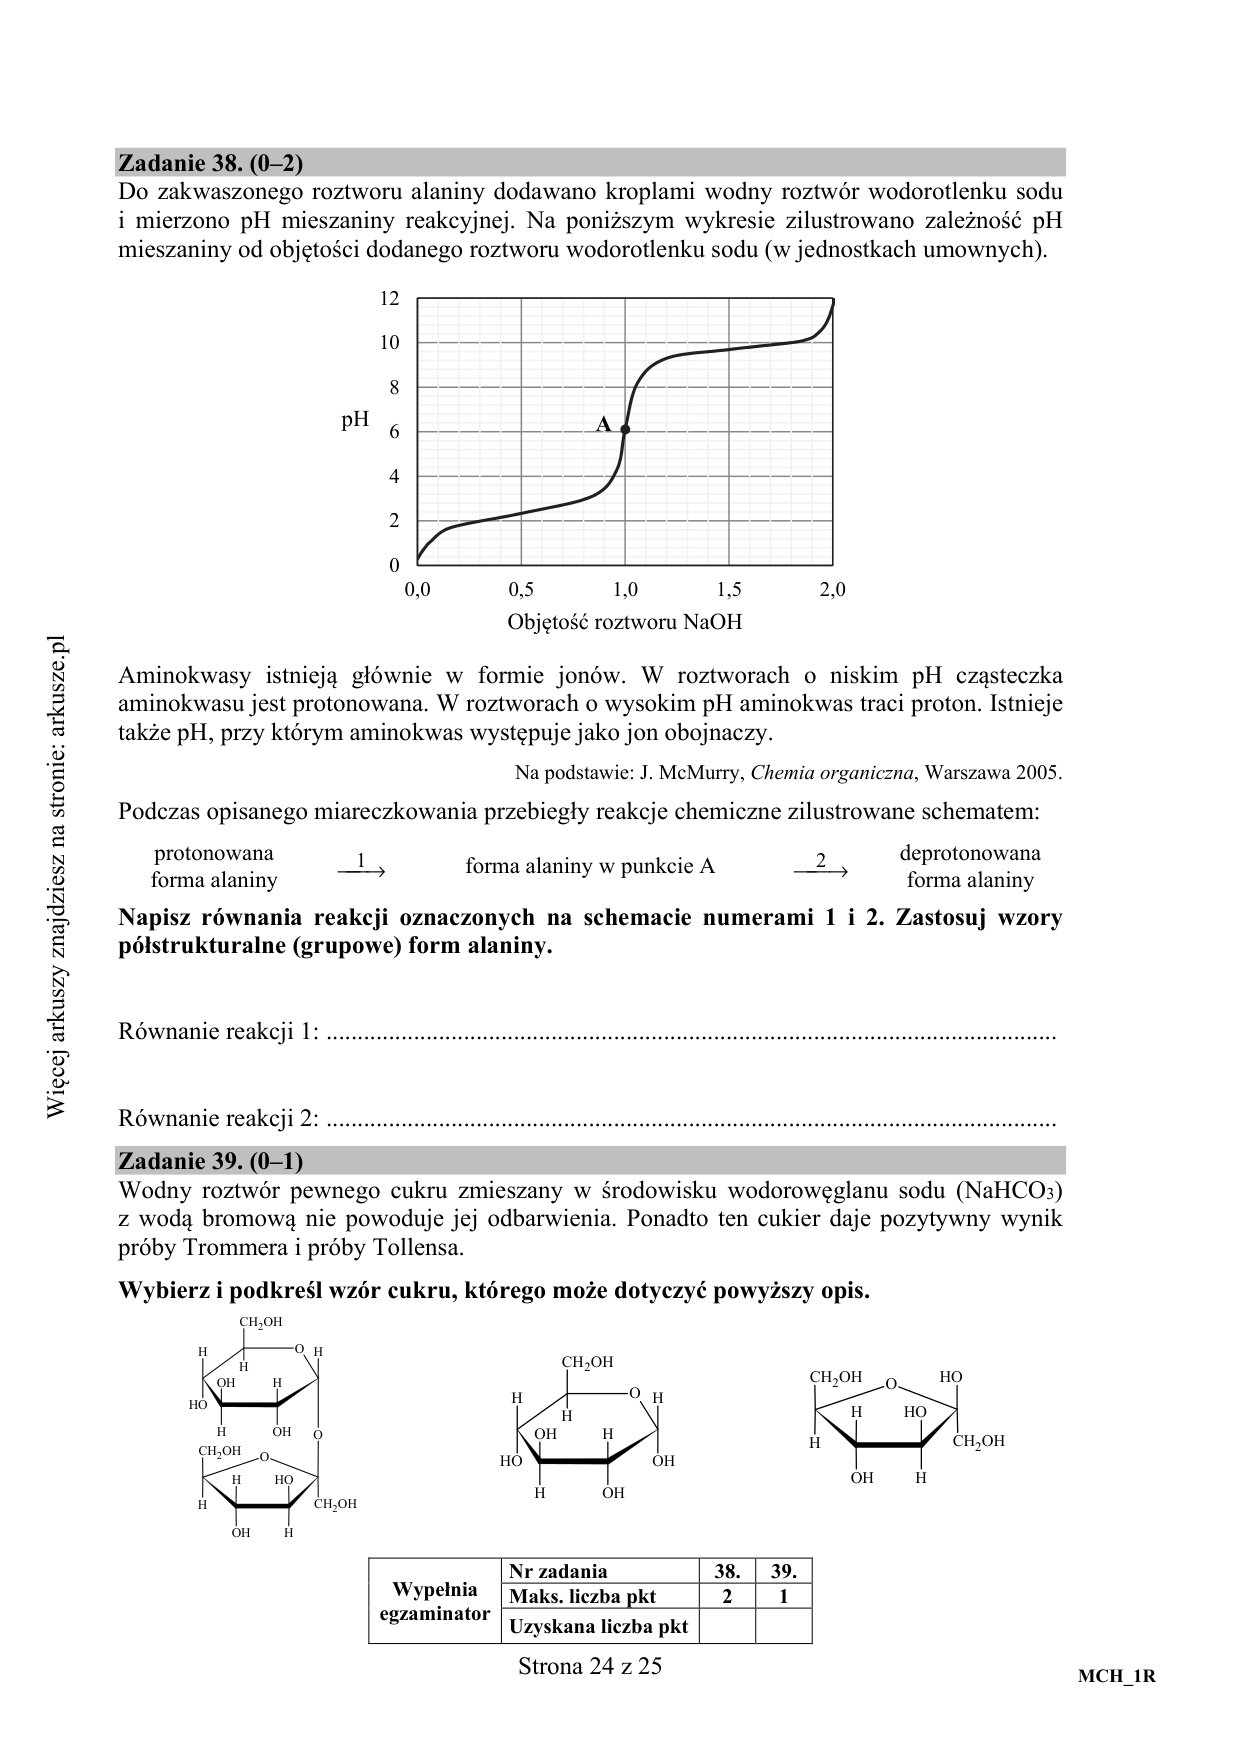 Zadanie 38. (0–2)
Do zakwaszonego roztworu alaniny dodawano kroplami wodny roztwór wodorotlenku sodu
i mierzono pH mieszaniny reakcyjnej. Na poniższym wykresie zilustrowano zależność pH
mieszaniny od objętości dodanego roztworu wodorotlenku sodu (w jednostkach umownych).
12
10
8
pH
A
6
4
2
0
0,0 0,5 1,0 1,5 2,0
Objętość roztworu NaOH
Aminokwasy istnieją głównie w formie jonów. W roztworach o niskim pH cząsteczka
aminokwasu jest protonowana. W roztworach o wysokim pH aminokwas traci proton. Istnieje
także pH, przy którym aminokwas występuje jako jon obojnaczy.
Na podstawie: J. McMurry, Chemia organiczna, Warszawa 2005.
Podczas opisanego miareczkowania przebiegły reakcje chemiczne zilustrowane schematem:
protonowana
forma alaniny
1
forma alaniny w punkcie A
2
deprotonowana
forma alaniny
Napisz równania reakcji oznaczonych na schemacie numerami 1 i 2. Zastosuj wzory
półstrukturalne (grupowe) form alaniny.
Równanie reakcji 1: ......................................................................................................................
Równanie reakcji 2: ......................................................................................................................
Zadanie 39. (0–1)
Wodny roztwór pewnego cukru zmieszany w środowisku wodorowęglanu sodu (NaHCO₃)
z wodą bromową nie powoduje jej odbarwienia. Ponadto ten cukier daje pozytywny wynik
próby Trommera i próby Tollensa.
Wybierz i podkreśl wzór cukru, którego może dotyczyć powyższy opis.
CH₂OH
H O H
H
OH H
HO
H OH O
CH₂OH O
H HO
H CH₂OH
OH H
CH₂OH
H O H
H
OH H
HO OH
H OH
CH₂OH O HO
H HO
H CH₂OH
OH H
Wypełnia
egzaminator
Nr zadania 38. 39.
Maks. liczba pkt 2 1
Uzyskana liczba pkt
Strona 24 z 25
MCH_1R
Więcej arkuszy znajdziesz na stronie: arkusze.pl